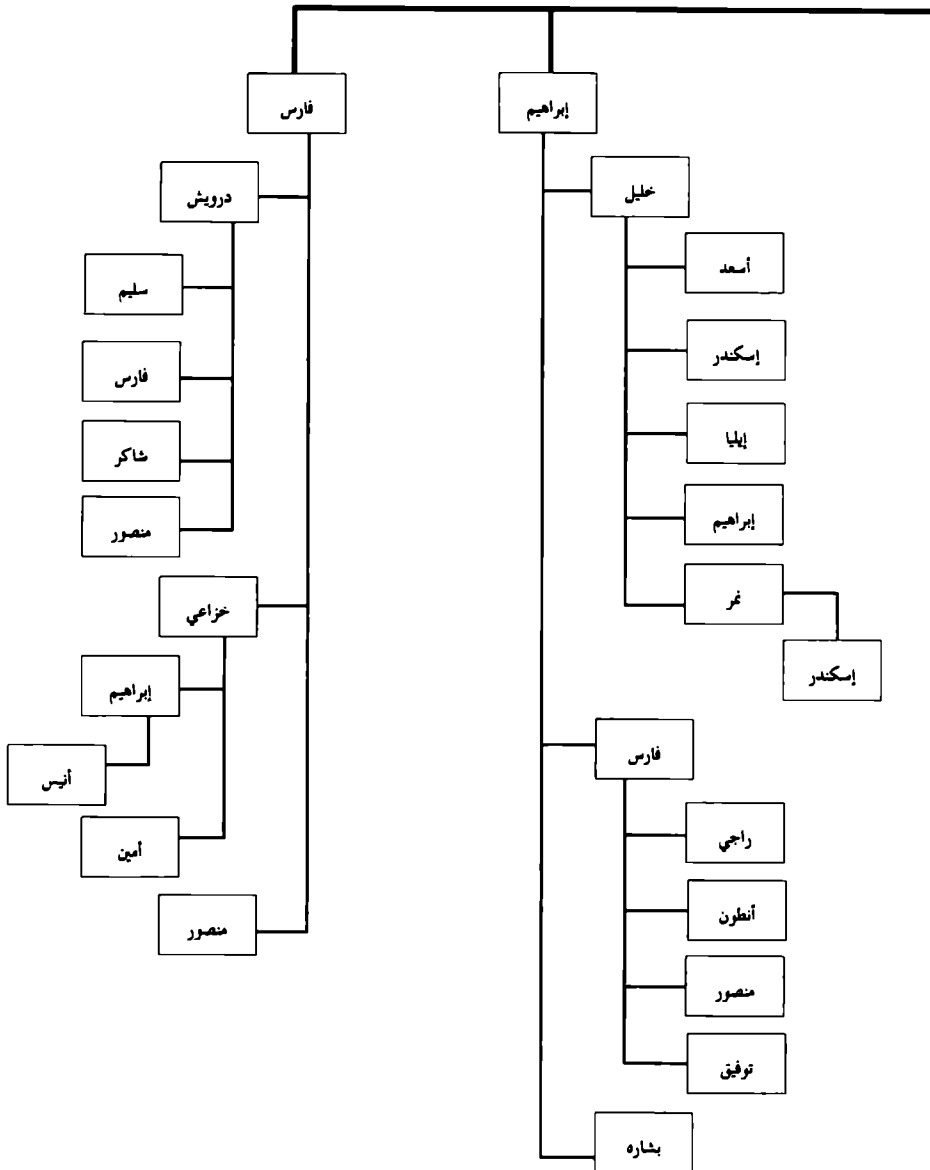 إبراهيم
خليل
أسعد
إسكندر
إيليا
إبراهيم
نمر
إسكندر
فارس
راجي
أنطون
منصور
توفيق
بشاره
فارس
درويش
سليم
فارس
شاكر
منصور
خزاعي
إبراهيم
أنيس
أمين
منصور